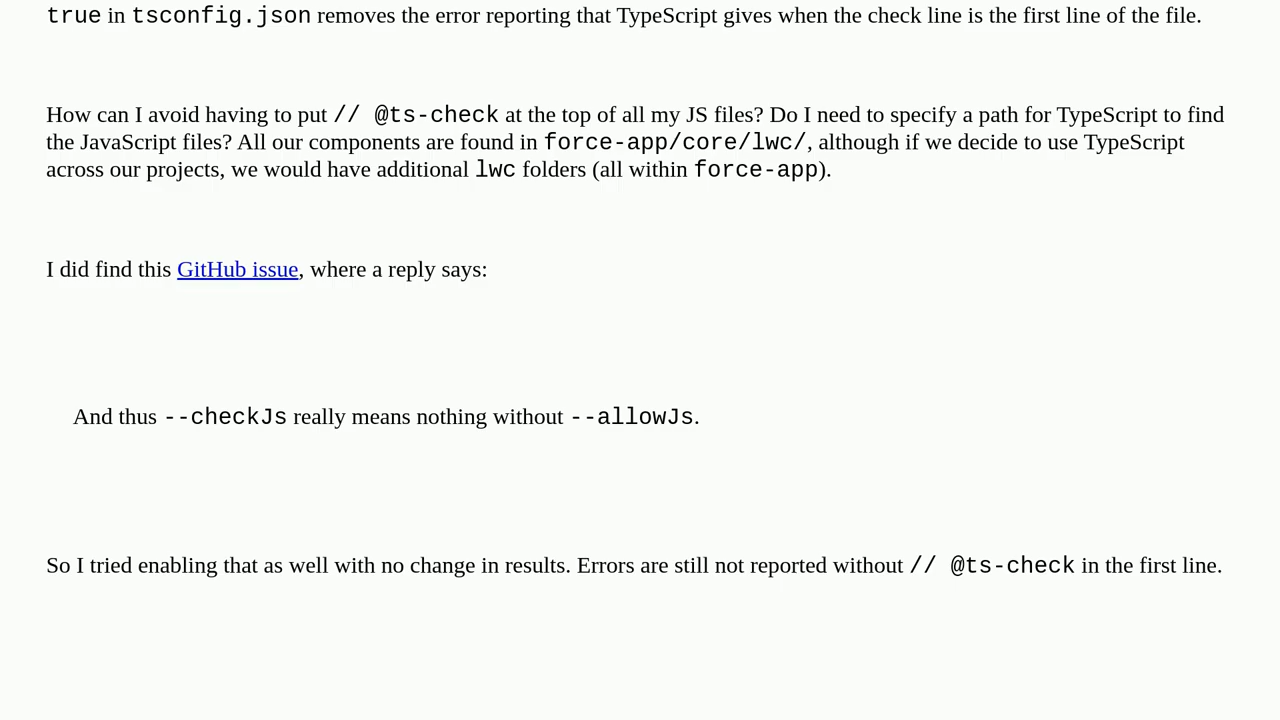 true in tsconfig.json removes the error reporting that TypeScript gives when the check line is the first line of the file.
How can I avoid having to put // @ts-check at the top of all my JS files? Do I need to specify a path for TypeScript to find
the JavaScript files? All our components are found in force-app/core/lwc/, although if we decide to use TypeScript
across our projects, we would have additional lwc folders (all within force-app).
I did find this GitHub issue, where a reply says:
And thus --checkJs really means nothing without --allowJs.
So I tried enabling that as well with no change in results. Errors are still not reported without // @ts-check in the first line.